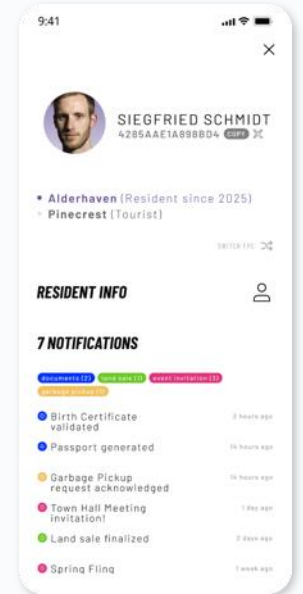 9:41
SIEGFRIED SCHMIDT
4285AAE1A898BD4 COPY
Alderhaven (Resident since 2025)
Pinecrest (Tourist)
RESIDENT INFO
7 NOTIFICATIONS
documents (2) land sale (1) event invitation (3)
garbage pickup (1)
Birth Certificate
validated
2 hours ago
Passport generated
14 hours ago
Garbage Pickup
request acknowledged
14 hours ago
Town Hall Meeting
invitation!
1 day ago
Land sale finalized
2 days ago
Spring Fling
1 week ago